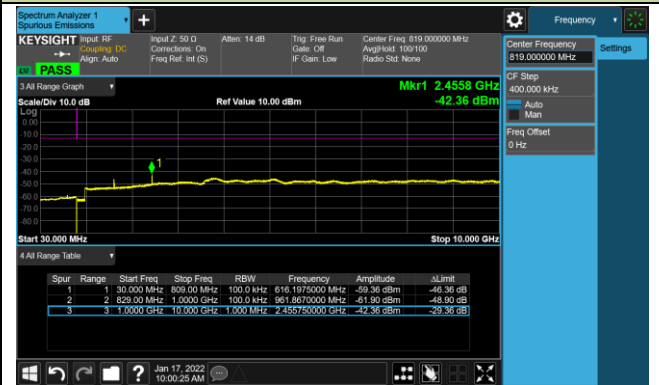 Spectrum Analyzer 1
Spurious Emissions
Frequency
KEYSIGHT
Input: RF
Coupling: DC
Align: Auto
Input Z: 50 Ω
Corrections: On
Freq Ref: Int (S)
Atten: 14 dB
Trig: Free Run
Gate: Off
IF Gain: Low
Center Freq: 819.000000 MHz
Avg|Hold: 100/100
Radio Std: None
PASS
Center Frequency
819.000000 MHz
Settings
CF Step
400.000 kHz
Auto
Man
Freq Offset
0 Hz
3 All Range Graph
Mkr1 2.4558 GHz
Scale/Div 10.0 dB
Ref Value 10.00 dBm
-42.36 dBm
Log
0.00
-10.0
-20.0
-30.0
-40.0
-50.0
-60.0
-70.0
-80.0
1
Start 30.000 MHz
Stop 10.000 GHz
4 All Range Table
Spur Range Start Freq Stop Freq RBW Frequency Amplitude ΔLimit
1 1 30.000 MHz 809.00 MHz 100.0 kHz 616.1975000 MHz -59.36 dBm -46.36 dB
2 2 829.00 MHz 1.0000 GHz 100.0 kHz 961.8670000 MHz -61.90 dBm -48.90 dB
3 3 1.0000 GHz 10.000 GHz 1.000 MHz 2.455750000 GHz -42.36 dBm -29.36 dB
?
Jan 17, 2022
10:00:25 AM